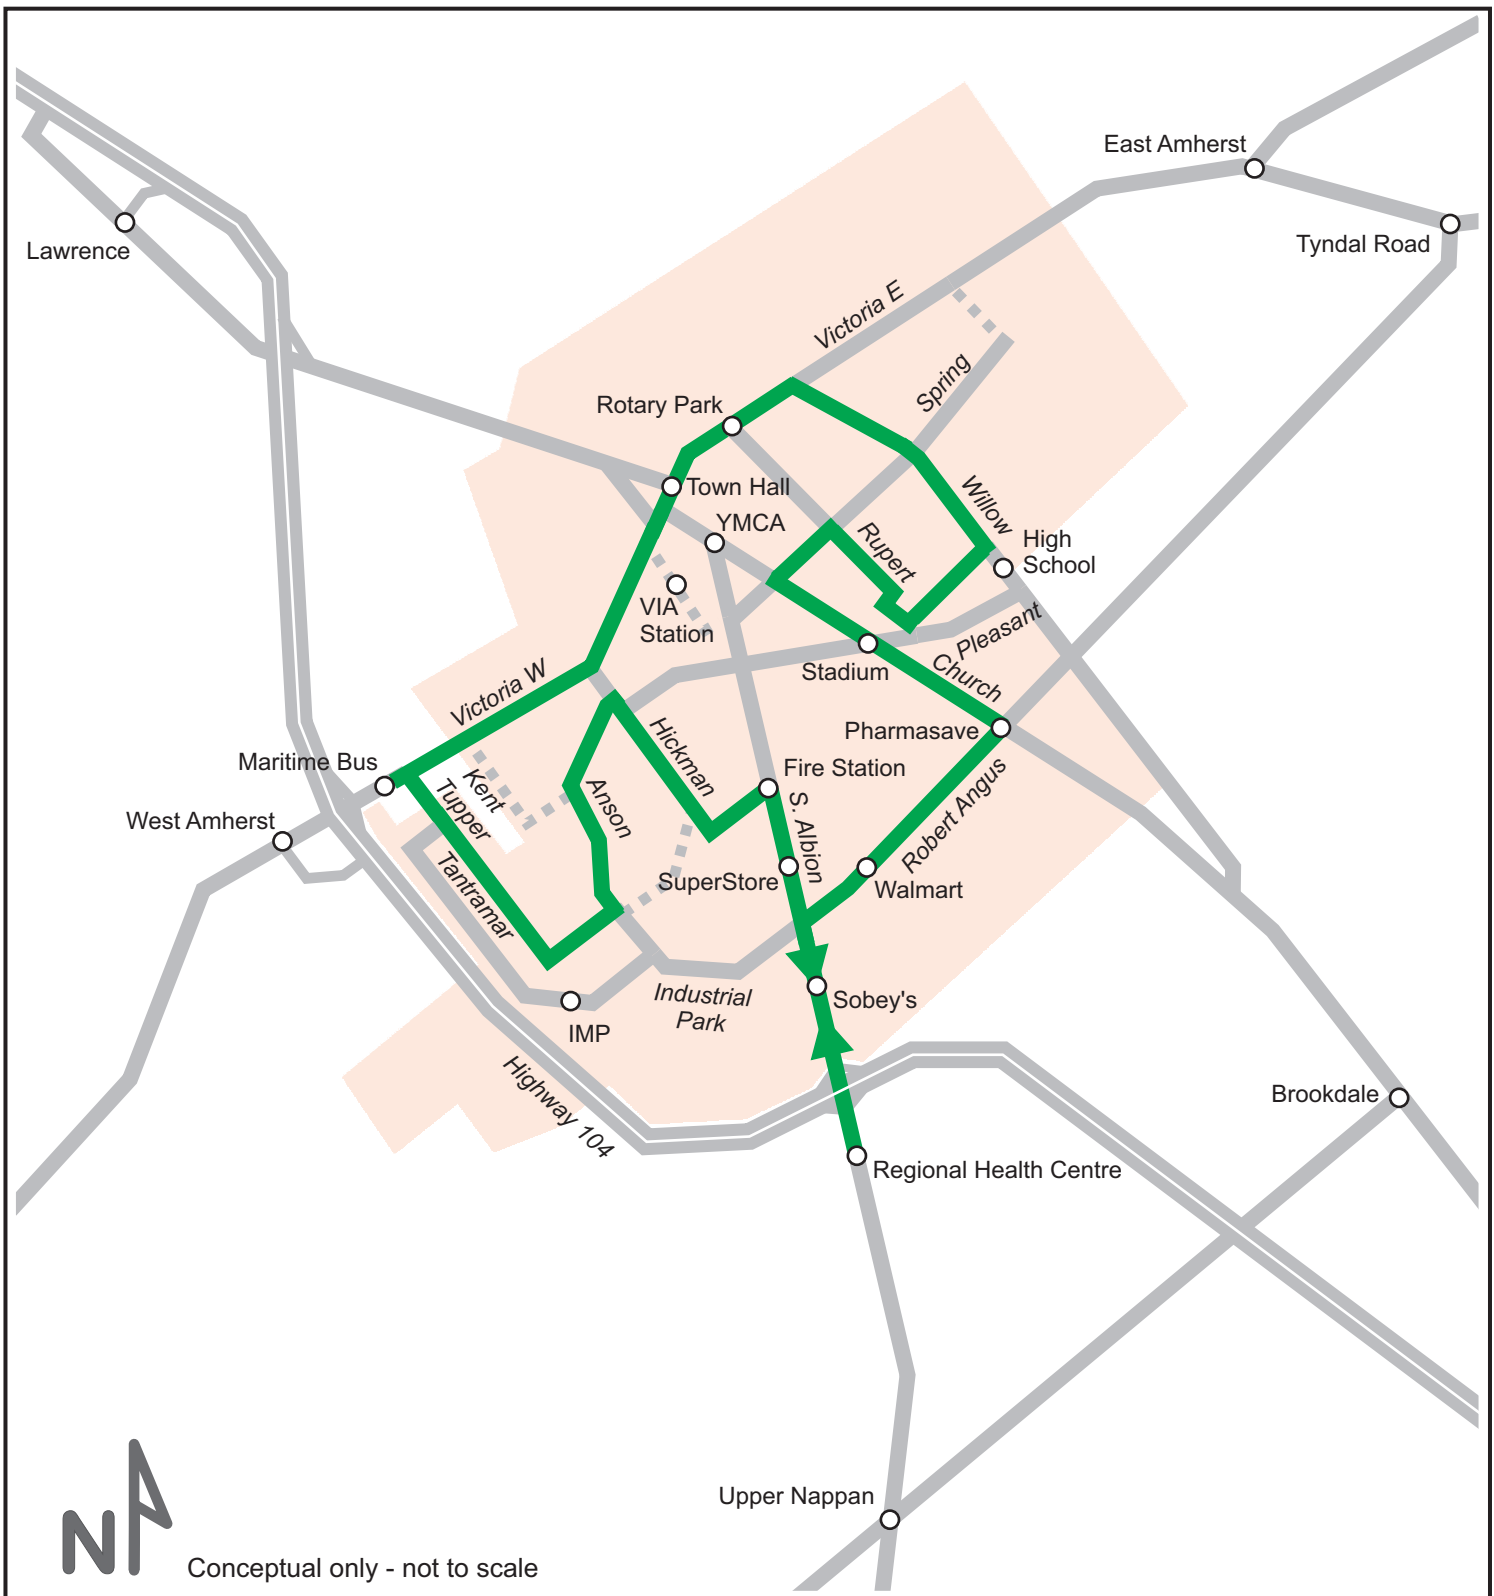 East Amherst
Tyndal Road
Lawrence
Victoria E
Spring
Rotary Park
Town Hall
Willow
YMCA
Rupert
High
School
VIA
Station
Pleasant
Stadium
Church
Victoria W
Hickman
Pharmasave
Maritime Bus
Kent
Tupper
Anson
Fire Station
S. Albion
Robert Angus
West Amherst
SuperStore
Walmart
Tantramar
Industrial
Park
Sobey's
IMP
Highway 104
Brookdale
Regional Health Centre
Upper Nappan
N
Conceptual only - not to scale